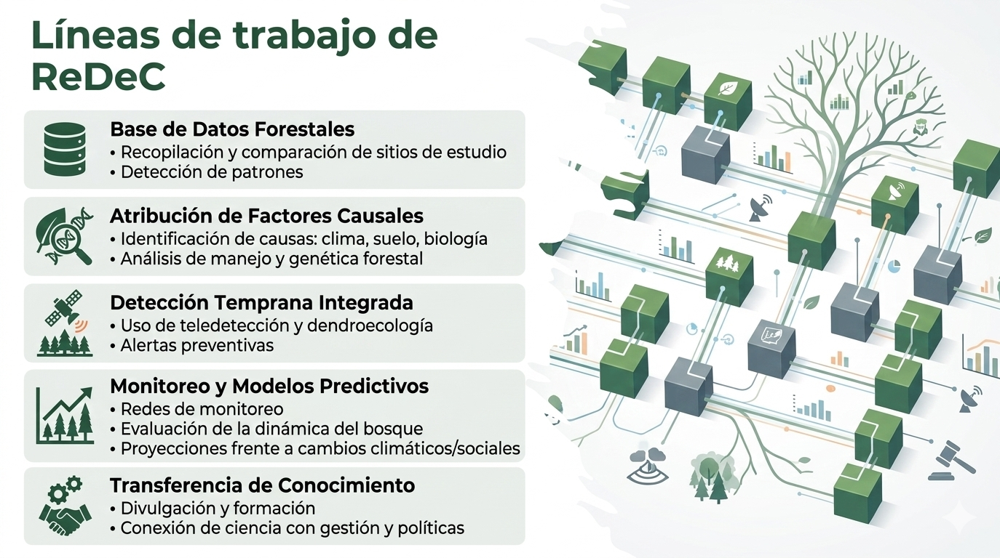 Líneas de trabajo de
ReDeC
Base de Datos Forestales
• Recopilación y comparación de sitios de estudio
• Detección de patrones
Atribución de Factores Causales
• Identificación de causas: clima, suelo, biología
• Análisis de manejo y genética forestal
Detección Temprana Integrada
• Uso de teledetección y dendroecología
• Alertas preventivas
Monitoreo y Modelos Predictivos
• Redes de monitoreo
• Evaluación de la dinámica del bosque
• Proyecciones frente a cambios climáticos/sociales
Transferencia de Conocimiento
• Divulgación y formación
• Conexión de ciencia con gestión y políticas